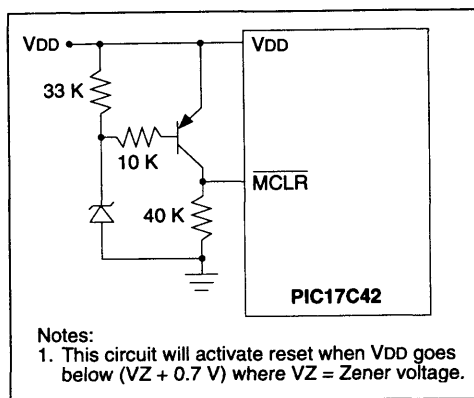 VDD
VDD
33 K
10 K
MCLR
40 K
PIC17C42
Notes:
1. This circuit will activate reset when VDD goes
below (VZ + 0.7 V) where VZ = Zener voltage.